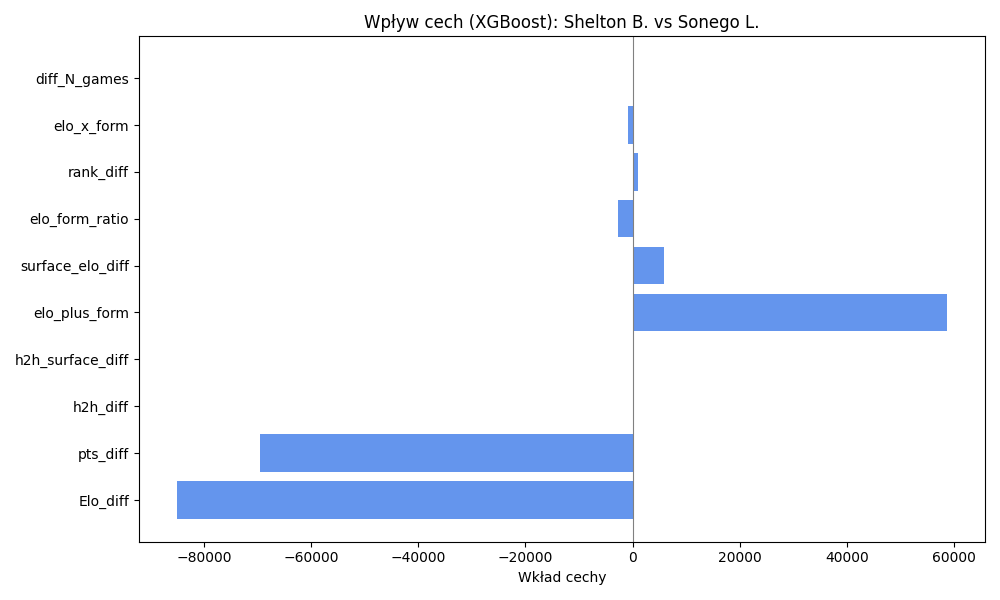 Wpływ cech (XGBoost): Shelton B. vs Sonego L.
diff_N_games
elo_x_form
rank_diff
elo_form_ratio
surface_elo_diff
elo_plus_form
h2h_surface_diff
h2h_diff
pts_diff
Elo_diff
−80000 −60000 −40000 −20000 0 20000 40000 60000
Wkład cechy